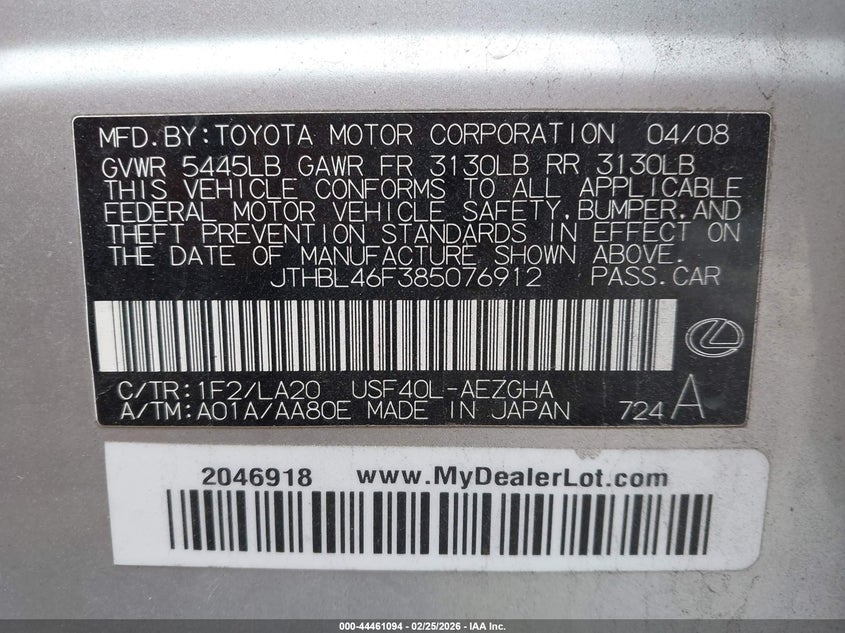 MFD.BY:TOYOTA MOTOR CORPORATION 04/08
GVWR 5445LB GAWR FR 3130LB RR 3130LB
THIS VEHICLE CONFORMS TO ALL APPLICABLE
FEDERAL MOTOR VEHICLE SAFETY,BUMPER,AND
THEFT PREVENTION STANDARDS IN EFFECT ON
THE DATE OF MANUFACTURE SHOWN ABOVE.
JTHBL46F385076912 PASS.CAR
C/TR:1F2/LA20 USF40L-AEZGHA
A/TM:A01A/AA80E MADE IN JAPAN 724 A
2046918 www.MyDealerLot.com
000-44461094 - 02/25/2026 - IAA Inc.